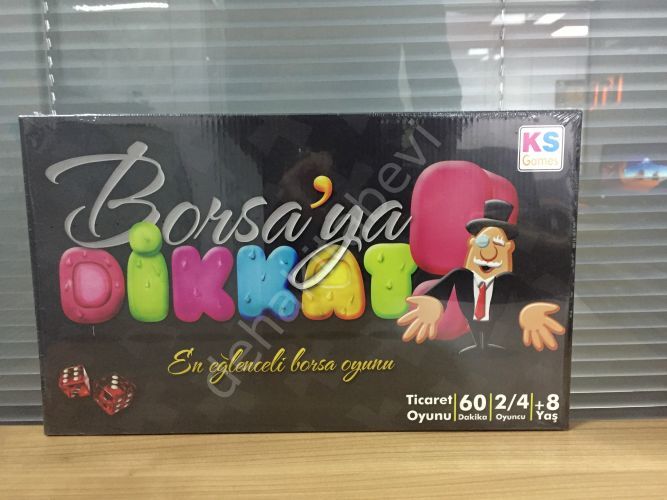 KS
Games
Borsa'ya
DİKKAT!
En eğlenceli borsa oyunu
Ticaret
Oyunu
60
Dakika
2/4
Oyuncu
+8
Yaş